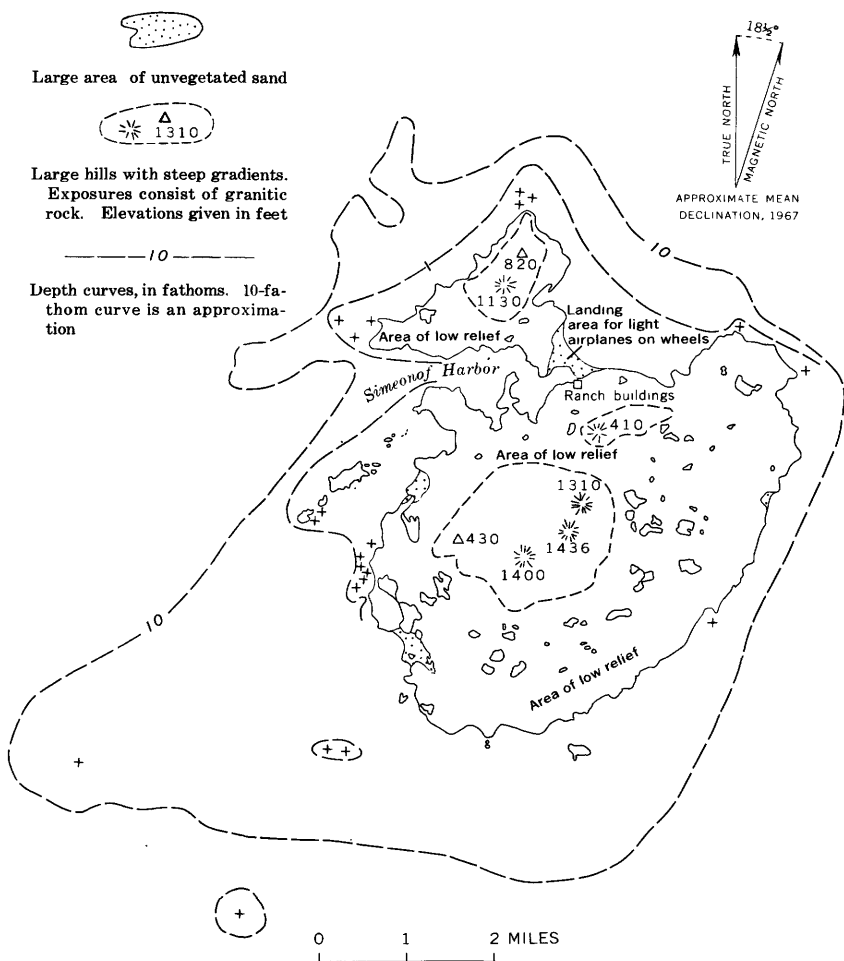 Large area of unvegetated sand
1310
Large hills with steep gradients.
Exposures consist of granitic
rock. Elevations given in feet
10
Depth curves, in fathoms. 10-fa-
thom curve is an approxima-
tion
18½°
TRUE NORTH
MAGNETIC NORTH
APPROXIMATE MEAN
DECLINATION, 1967
10
820
1130
Landing
area for light
airplanes on wheels
Area of low relief
Simeonof Harbor
Ranch buildings
410
Area of low relief
1310
430
1436
1400
10
Area of low relief
0 1 2 MILES